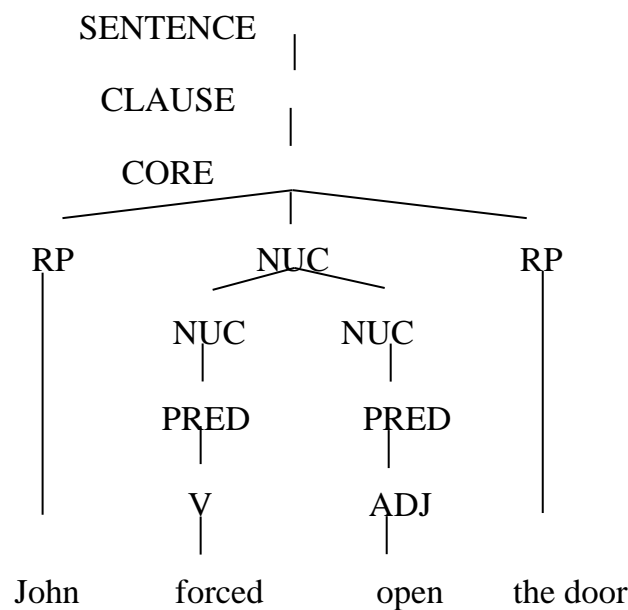 SENTENCE
CLAUSE
CORE
RP NUC RP
NUC NUC
PRED PRED
V ADJ
John forced open the door